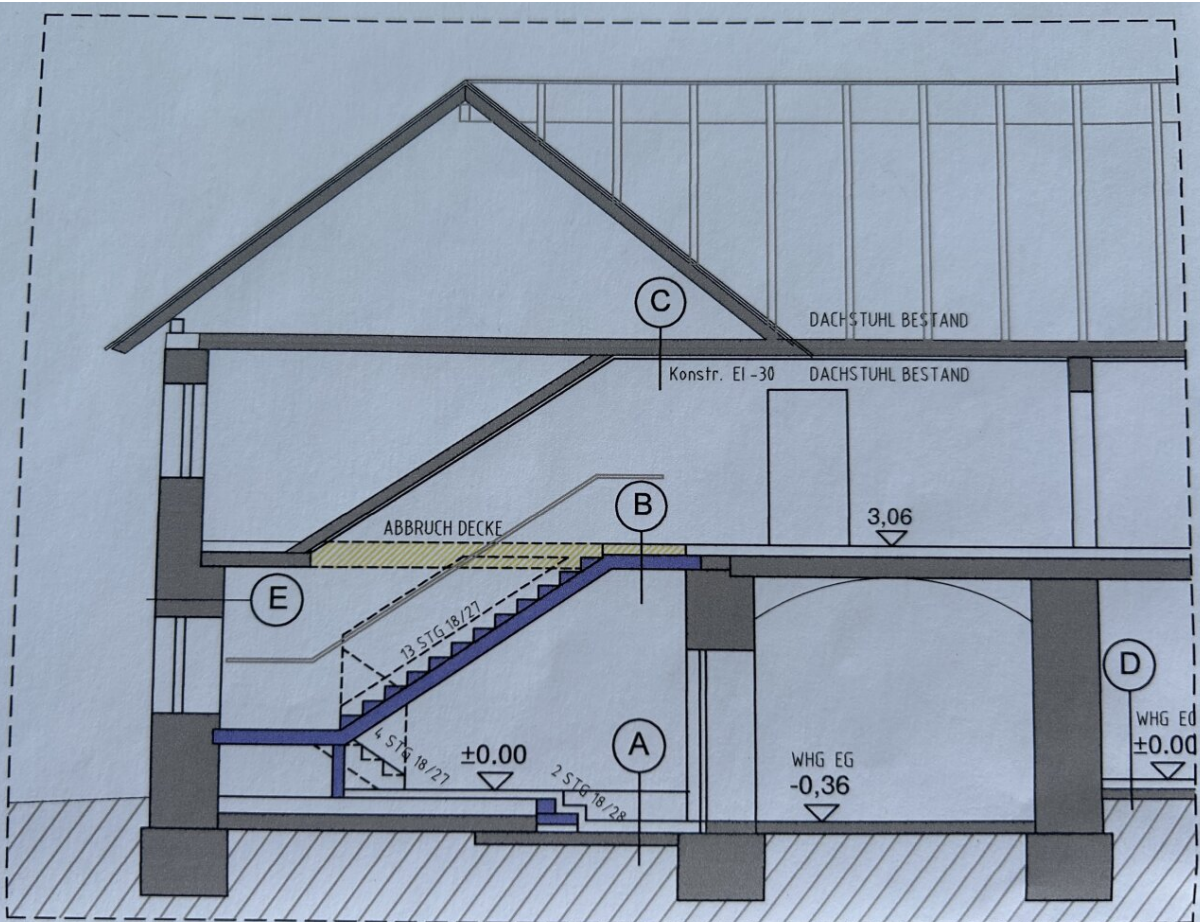 C
DACHSTUHL BESTAND
Konstr. EI -30 DACHSTUHL BESTAND
B
3,06
ABBRUCH DECKE
E
13 STG 18/27
D
4 STG 18/27
±0.00
A
2 STG 18/28
WHG EG
-0,36
WHG EG
±0.00